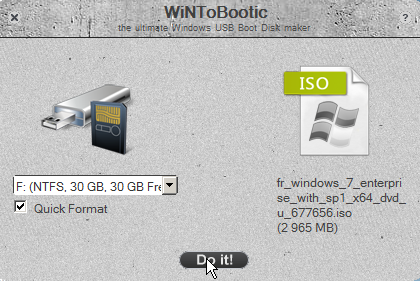 WiNToBootic
the ultimate Windows USB Boot Disk maker
?
ISO
F: (NTFS, 30 GB, 30 GB Fre
Quick Format
fr_windows_7_enterpri
se_with_sp1_x64_dvd_
u_677656.iso
(2 965 MB)
Do it!